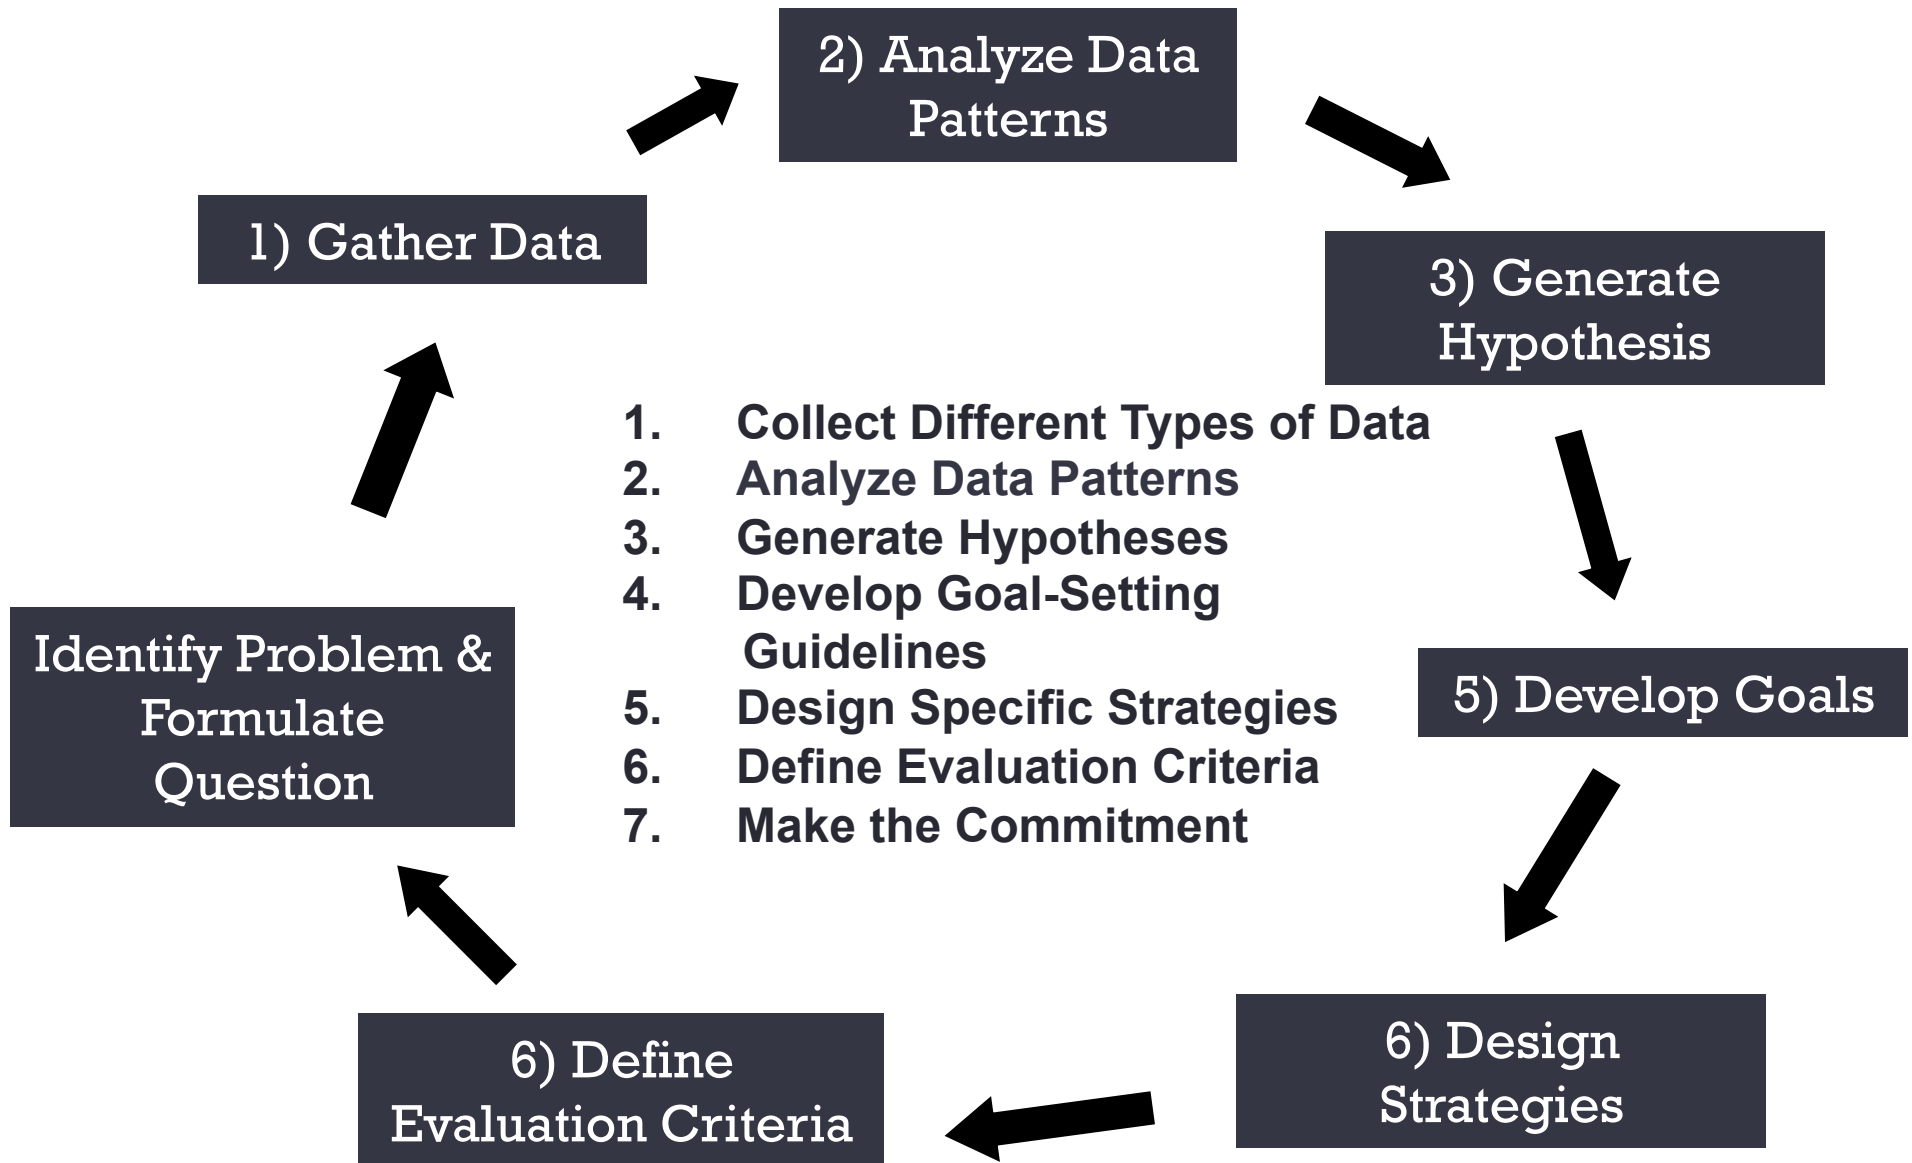 2) Analyze Data
Patterns
1) Gather Data
3) Generate
Hypothesis
1. Collect Different Types of Data
2. Analyze Data Patterns
3. Generate Hypotheses
4. Develop Goal-Setting
Guidelines
5. Design Specific Strategies
6. Define Evaluation Criteria
7. Make the Commitment
Identify Problem &
Formulate
Question
5) Develop Goals
6) Design
Strategies
6) Define
Evaluation Criteria